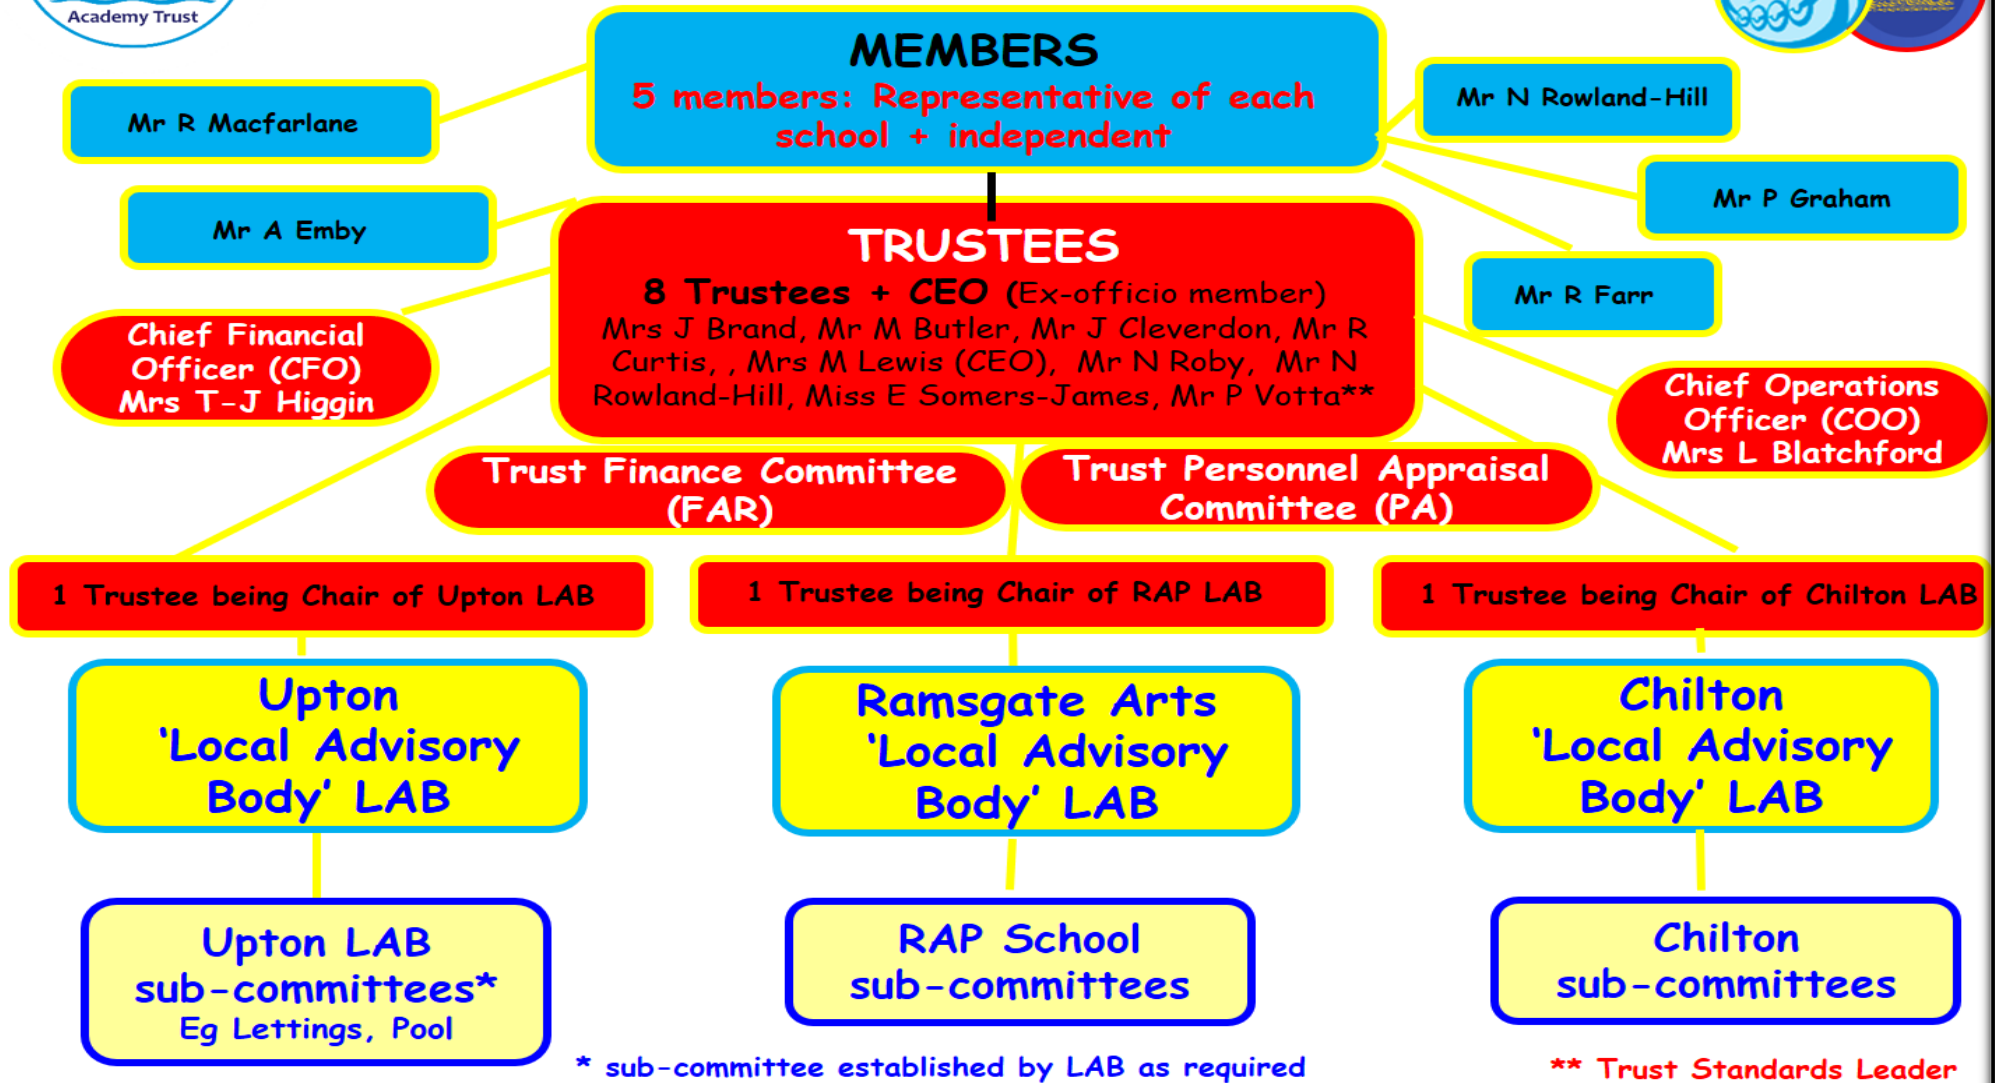 Academy Trust
MEMBERS
5 members: Representative of each
school + independent
Mr R Macfarlane
Mr N Rowland-Hill
Mr A Emby
Mr P Graham
Mr R Farr
TRUSTEES
8 Trustees + CEO (Ex-officio member)
Mrs J Brand, Mr M Butler, Mr J Cleverdon, Mr R
Curtis, , Mrs M Lewis (CEO), Mr N Roby, Mr N
Rowland-Hill, Miss E Somers-James, Mr P Votta**
Chief Financial
Officer (CFO)
Mrs T-J Higgin
Chief Operations
Officer (COO)
Mrs L Blatchford
Trust Finance Committee
(FAR)
Trust Personnel Appraisal
Committee (PA)
1 Trustee being Chair of Upton LAB
1 Trustee being Chair of RAP LAB
1 Trustee being Chair of Chilton LAB
Upton
‘Local Advisory
Body’ LAB
Ramsgate Arts
‘Local Advisory
Body’ LAB
Chilton
‘Local Advisory
Body’ LAB
Upton LAB
sub-committees*
Eg Lettings, Pool
RAP School
sub-committees
Chilton
sub-committees
* sub-committee established by LAB as required
** Trust Standards Leader